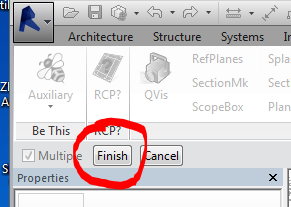 Architecture Structure Systems
RefPlanes
SectionMk
ScopeBox
Auxiliary RCP? QVis
Be This RCP?
Multiple Finish Cancel
Properties